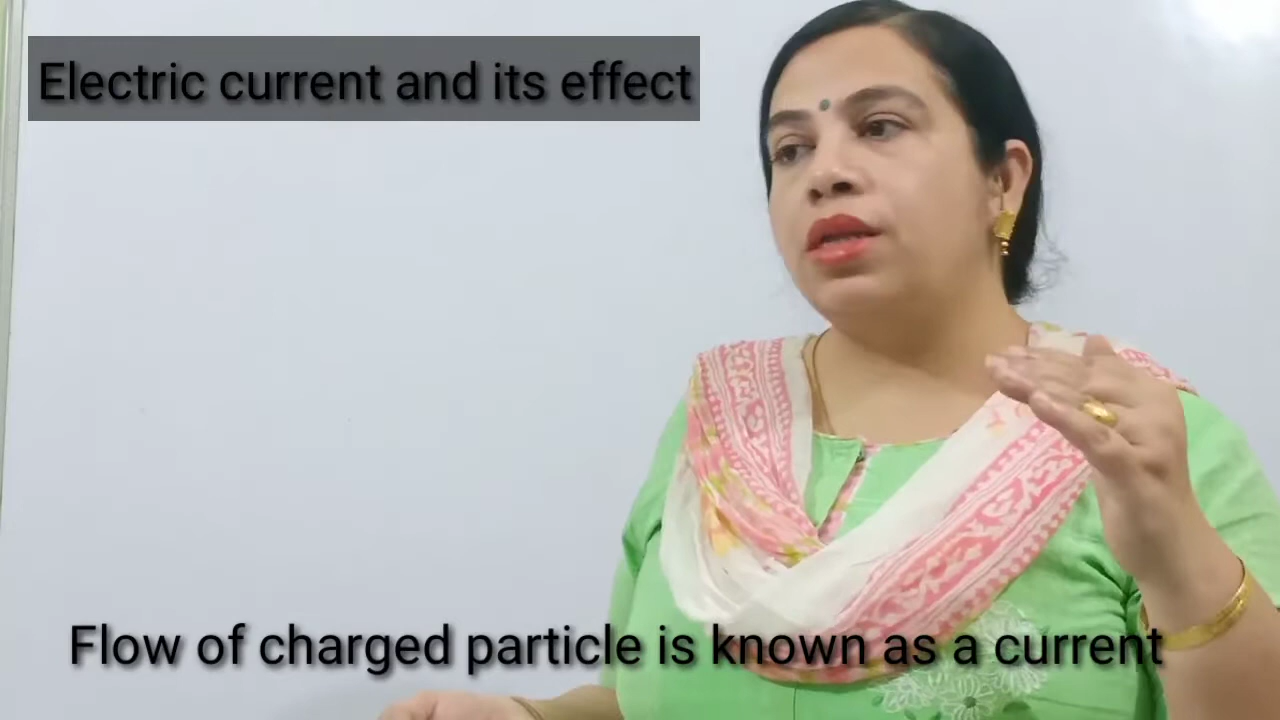 Electric current and its effect
Flow of charged particle is known as a current